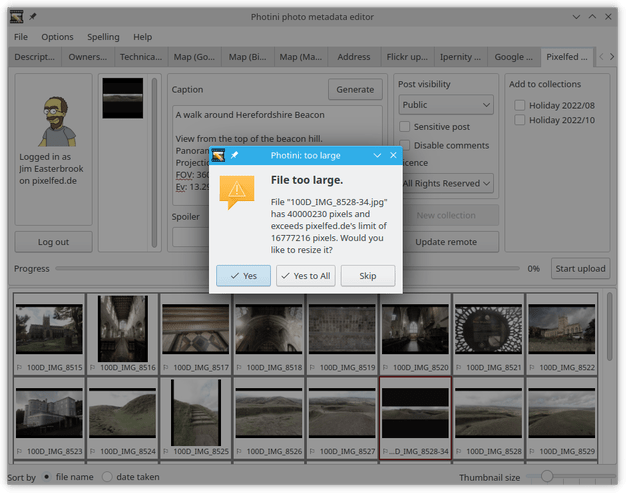 Photini photo metadata editor
File Options Spelling Help
Descript... Owners... Technica... Map (Go... Map (Bi... Map (Ma... Address Flickr up... Ipernity ... Google ... Pixelfed ...
Logged in as
Jim Easterbrook
on pixelfed.de
Log out
Caption
Generate
A walk around Herefordshire Beacon
View from the top of the beacon hill.
Panoran
Projectio
FOV: 360
Ev: 13.29
Spoiler
Post visibility
Public
Sensitive post
Disable comments
cence
All Rights Reserved
New collection
Update remote
Add to collections
Holiday 2022/08
Holiday 2022/10
Photini: too large
File too large.
File "100D_IMG_8528-34.jpg"
has 40000230 pixels and
exceeds pixelfed.de's limit of
16777216 pixels. Would you
like to resize it?
Yes Yes to All Skip
Progress 0% Start upload
100D_IMG_8515 100D_IMG_8516 100D_IMG_8517 100D_IMG_8518 100D_IMG_8519 100D_IMG_8520 100D_IMG_8521 100D_IMG_8522
100D_IMG_8523 100D_IMG_8524 100D_IMG_8525 100D_IMG_8526 100D_IMG_8527 ...D_IMG_8528-34 100D_IMG_8528 100D_IMG_8529
Sort by file name date taken Thumbnail size